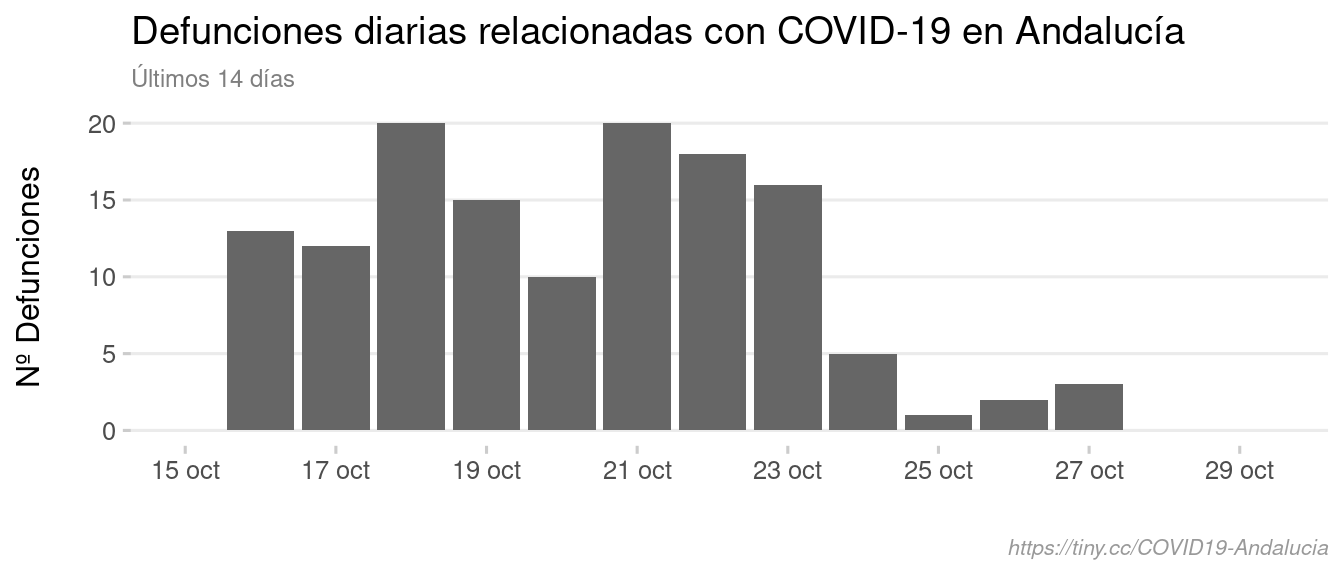 Defunciones diarias relacionadas con COVID-19 en Andalucía
Últimos 14 días
Nº Defunciones
20
15
10
5
0
15 oct 17 oct 19 oct 21 oct 23 oct 25 oct 27 oct 29 oct
https://tiny.cc/COVID19-Andalucia